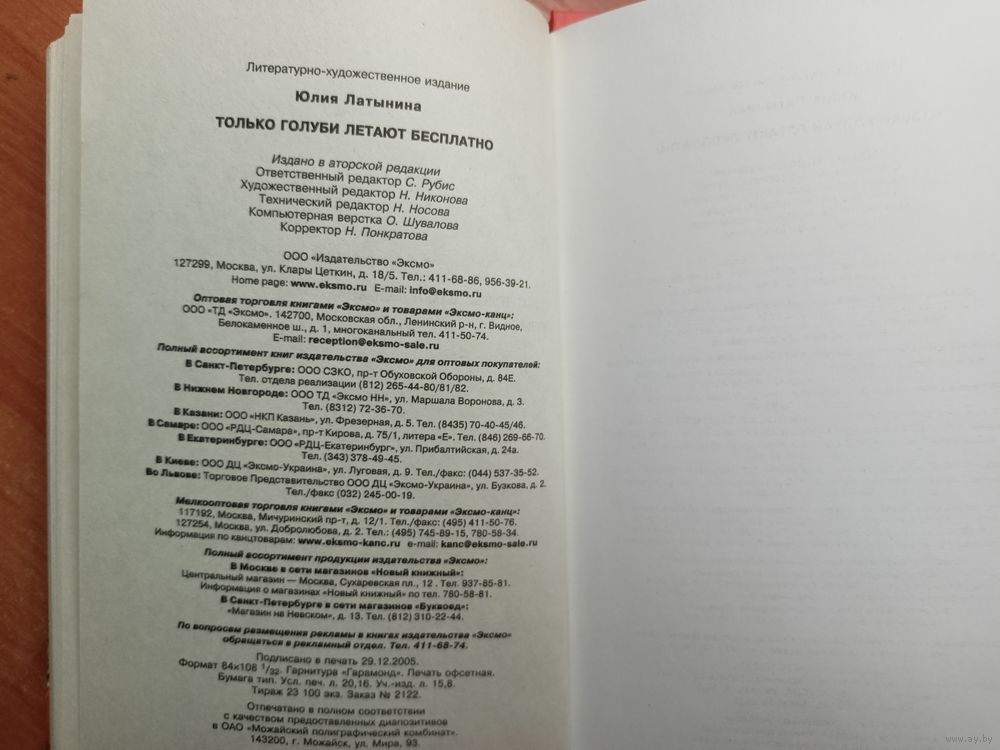 Литературно-художественное издание
Юлия Латынина
ТОЛЬКО ГОЛУБИ ЛЕТАЮТ БЕСПЛАТНО
Издано в аторской редакции
Ответственный редактор С. Рубис
Художественный редактор Н. Никонова
Технический редактор Н. Носова
Компьютерная верстка О. Шувалова
Корректор Н. Понкратова
ООО «Издательство «Эксмо»
127299, Москва, ул. Клары Цеткин, д. 18/5. Тел.: 411-68-86, 956-39-21.
Home page: www.eksmo.ru E-mail: info@eksmo.ru
Оптовая торговля книгами «Эксмо» и товарами «Эксмо-канц»:
ООО «ТД «Эксмо». 142700, Московская обл., Ленинский р-н, г. Видное,
Белокаменное ш., д. 1, многоканальный тел. 411-50-74.
E-mail: reception@eksmo-sale.ru
Полный ассортимент книг издательства «Эксмо» для оптовых покупателей:
В Санкт-Петербурге: ООО СЗКО, пр-т Обуховской Обороны, д. 84Е.
Тел. отдела реализации (812) 265-44-80/81/82.
В Нижнем Новгороде: ООО ТД «Эксмо НН», ул. Маршала Воронова, д. 3.
Тел. (8312) 72-36-70.
В Казани: ООО «НКП Казань», ул. Фрезерная, д. 5. Тел. (8435) 70-40-45/46.
В Самаре: ООО «РДЦ-Самара», пр-т Кирова, д. 75/1, литера «Е». Тел. (846) 269-66-70.
В Екатеринбурге: ООО «РДЦ-Екатеринбург», ул. Прибалтийская, д. 24а.
Тел. (343) 378-49-45.
В Киеве: ООО ДЦ «Эксмо-Украина», ул. Луговая, д. 9. Тел./факс: (044) 537-35-52.
Во Львове: Торговое Представительство ООО ДЦ «Эксмо-Украина», ул. Бузкова, д. 2.
Тел./факс (032) 245-00-19.
Мелкооптовая торговля книгами «Эксмо» и товарами «Эксмо-канц»:
117192, Москва, Мичуринский пр-т, д. 12/1. Тел./факс: (495) 411-50-76.
127254, Москва, ул. Добролюбова, д. 2. Тел.: (495) 745-89-15, 780-58-34.
Информация по канцтоварам: www.eksmo-kanc.ru e-mail: kanc@eksmo-sale.ru
Полный ассортимент продукции издательства «Эксмо»:
В Москве в сети магазинов «Новый книжный»:
Центральный магазин — Москва, Сухаревская пл., 12 . Тел. 937-85-81.
Информация о магазинах «Новый книжный» по тел. 780-58-81.
В Санкт-Петербурге в сети магазинов «Буквоед»:
«Магазин на Невском», д. 13. Тел. (812) 310-22-44.
По вопросам размещения рекламы в книгах издательства «Эксмо»
обращаться в рекламный отдел. Тел. 411-68-74.
Подписано в печать 29.12.2005.
Формат 84×108 1/32. Гарнитура «Гарамонд». Печать офсетная.
Бумага тип. Усл. печ. л. 20,16. Уч.-изд. л. 15,8.
Тираж 23 100 экз. Заказ № 2122.
Отпечатано в полном соответствии
с качеством предоставленных диапозитивов
в ОАО «Можайский полиграфический комбинат».
143200, г. Можайск, ул. Мира, 93.
www.ay.by